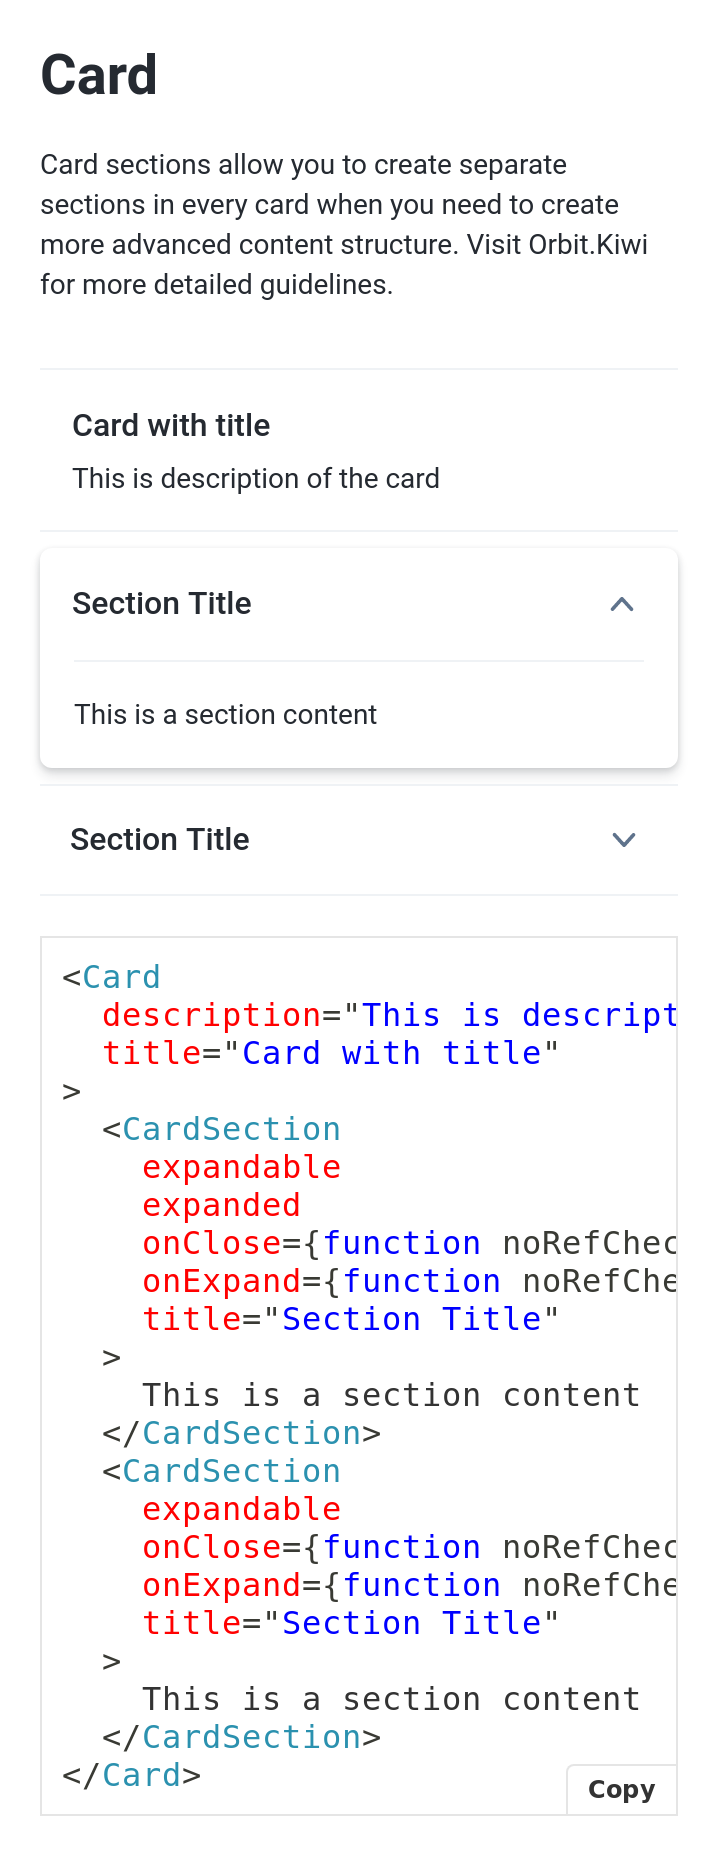 Card
Card sections allow you to create separate
sections in every card when you need to create
more advanced content structure. Visit Orbit.Kiwi
for more detailed guidelines.
Card with title
This is description of the card
Section Title
This is a section content
Section Title
<Card
  description="This is descript
  title="Card with title"
>
  <CardSection
    expandable
    expanded
    onClose={function noRefChec
    onExpand={function noRefChe
    title="Section Title"
  >
    This is a section content
  </CardSection>
  <CardSection
    expandable
    onClose={function noRefChec
    onExpand={function noRefChe
    title="Section Title"
  >
    This is a section content
  </CardSection>
</Card>
Copy